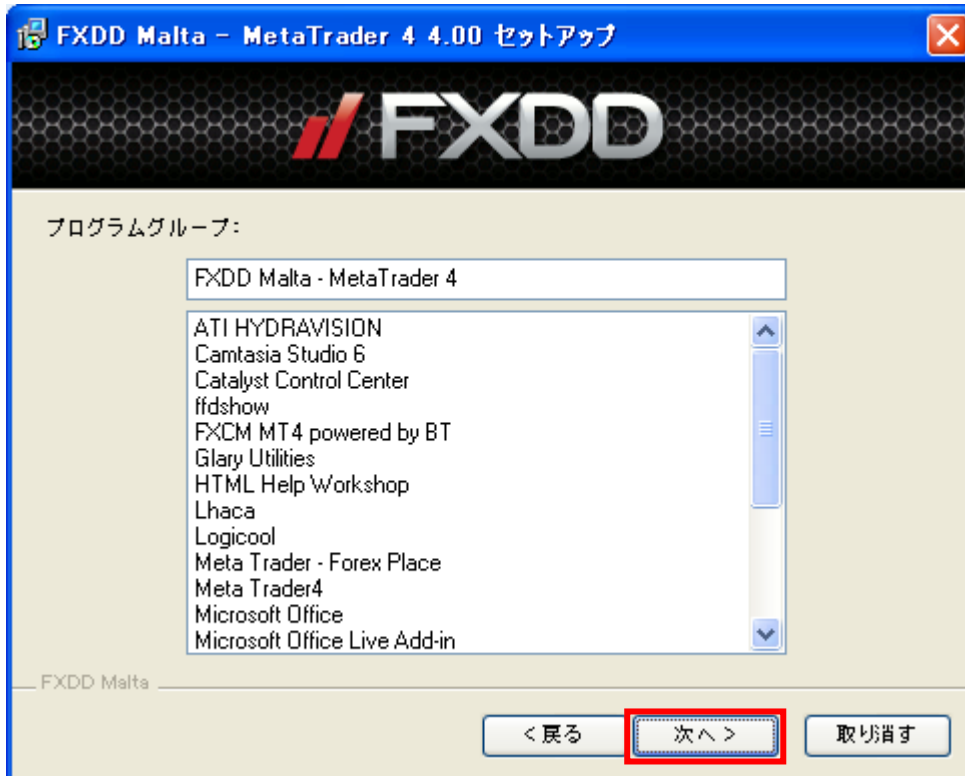 FXDD Malta - MetaTrader 4 4.00 セットアップ
FXDD
プログラムグループ:
FXDD Malta - MetaTrader 4
ATI HYDRAVISION
Camtasia Studio 6
Catalyst Control Center
ffdshow
FXCM MT4 powered by BT
Glary Utilities
HTML Help Workshop
Lhaca
Logicool
Meta Trader - Forex Place
Meta Trader4
Microsoft Office
Microsoft Office Live Add-in
FXDD Malta
< 戻る 次へ > 取り消す